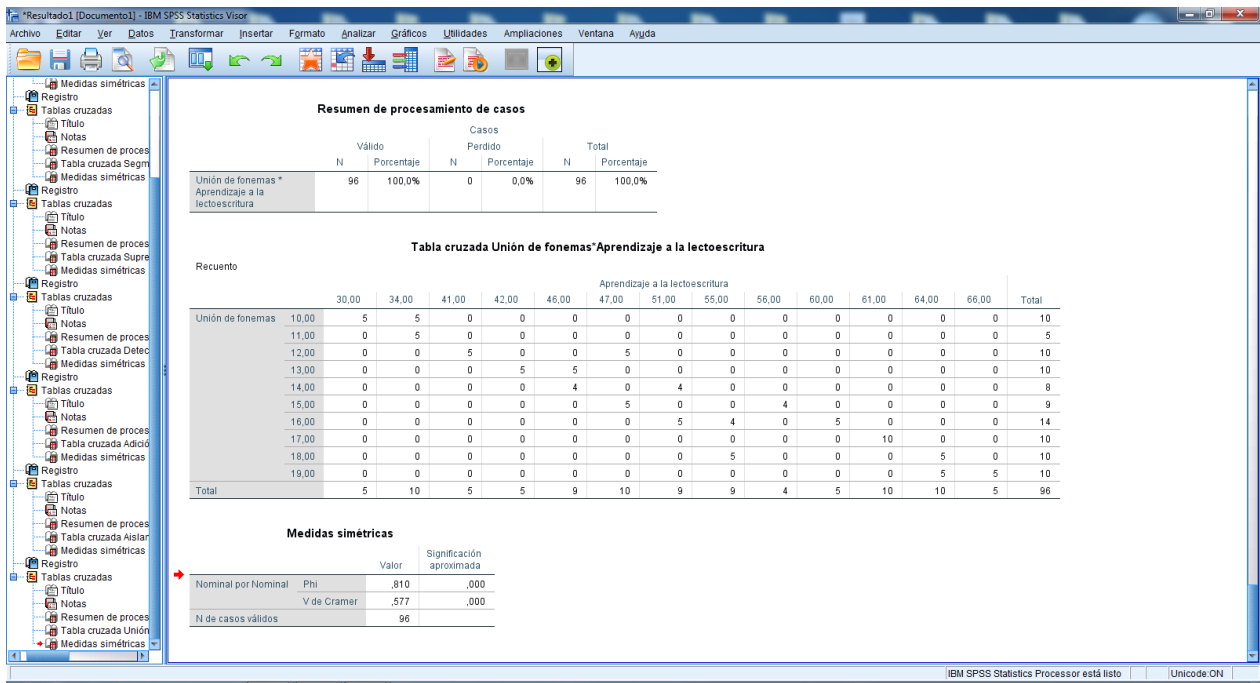 *Resultado1 [Documento1] - IBM SPSS Statistics Visor
Archivo Editar Ver Datos Transformar Insertar Formato Analizar Gráficos Utilidades Ampliaciones Ventana Ayuda
Medidas simétricas
Registro
Tablas cruzadas
Título
Notas
Resumen de proces
Tabla cruzada Segm
Medidas simétricas
Registro
Tablas cruzadas
Título
Notas
Resumen de proces
Tabla cruzada Supre
Medidas simétricas
Registro
Tablas cruzadas
Título
Notas
Resumen de proces
Tabla cruzada Detec
Medidas simétricas
Registro
Tablas cruzadas
Título
Notas
Resumen de proces
Tabla cruzada Adició
Medidas simétricas
Registro
Tablas cruzadas
Título
Notas
Resumen de proces
Tabla cruzada Aislar
Medidas simétricas
Registro
Tablas cruzadas
Título
Notas
Resumen de proces
Tabla cruzada Unión
Medidas simétricas
Resumen de procesamiento de casos
Casos
Válido Perdido Total
N Porcentaje N Porcentaje N Porcentaje
Unión de fonemas * 96 100,0% 0 0,0% 96 100,0%
Aprendizaje a la
lectoescritura
Tabla cruzada Unión de fonemas*Aprendizaje a la lectoescritura
Recuento
Aprendizaje a la lectoescritura
30,00 34,00 41,00 42,00 46,00 47,00 51,00 55,00 56,00 60,00 61,00 64,00 66,00 Total
Unión de fonemas 10,00 5 5 0 0 0 0 0 0 0 0 0 0 0 10
11,00 0 5 0 0 0 0 0 0 0 0 0 0 0 5
12,00 0 0 5 0 0 5 0 0 0 0 0 0 0 10
13,00 0 0 0 5 5 0 0 0 0 0 0 0 0 10
14,00 0 0 0 0 4 0 4 0 0 0 0 0 0 8
15,00 0 0 0 0 0 5 0 0 4 0 0 0 0 9
16,00 0 0 0 0 0 0 5 4 0 5 0 0 0 14
17,00 0 0 0 0 0 0 0 0 0 0 10 0 0 10
18,00 0 0 0 0 0 0 0 5 0 0 0 5 0 10
19,00 0 0 0 0 0 0 0 0 0 0 0 5 5 10
Total 5 10 5 5 9 10 9 9 4 5 10 10 5 96
Medidas simétricas
Valor Significación aproximada
Nominal por Nominal Phi ,810 ,000
V de Cramer ,577 ,000
N de casos válidos 96
IBM SPSS Statistics Processor está listo Unicode:ON